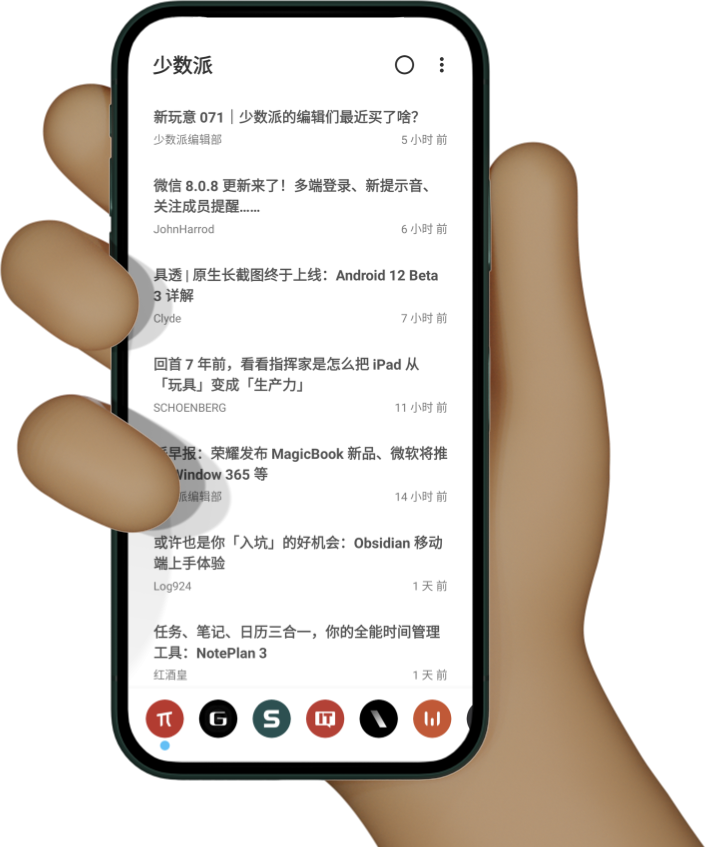 少数派
新玩意 071｜少数派的编辑们最近买了啥？
少数派编辑部 5 小时 前
微信 8.0.8 更新来了！多端登录、新提示音、
关注成员提醒……
JohnHarrod 6 小时 前
具透 | 原生长截图终于上线：Android 12 Beta
3 详解
Clyde 7 小时 前
回首 7 年前，看看指挥家是怎么把 iPad 从
「玩具」变成「生产力」
SCHOENBERG 11 小时 前
早报：荣耀发布 MagicBook 新品、微软将推
Window 365 等
派编辑部 14 小时 前
或许也是你「入坑」的好机会：Obsidian 移动
端上手体验
Log924 1 天 前
任务、笔记、日历三合一，你的全能时间管理
工具：NotePlan 3
红酒皇 1 天 前
π G S IT